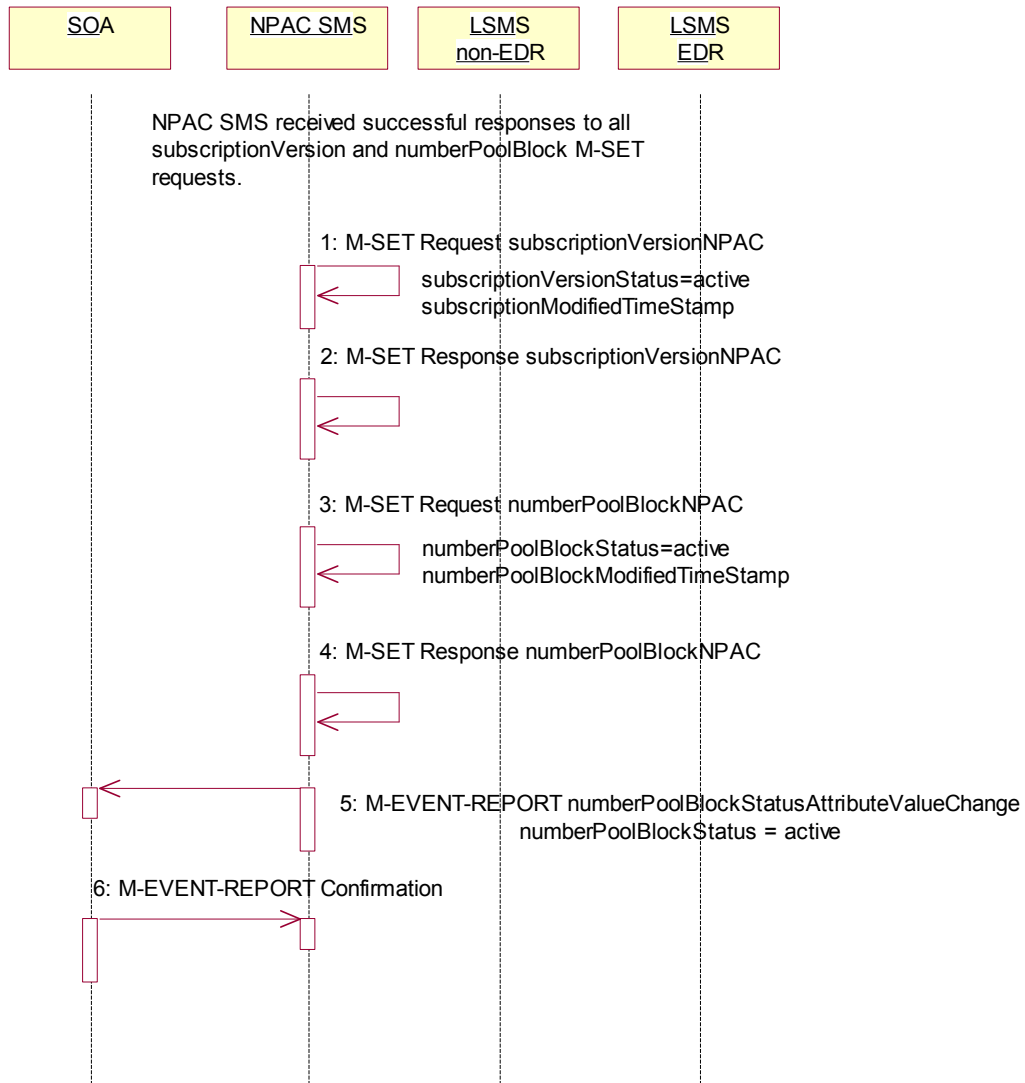 SOA
NPAC SMS
LSMS
non-EDR
LSMS
EDR
NPAC SMS received successful responses to all
subscriptionVersion and numberPoolBlock M-SET
requests.
1: M-SET Request subscriptionVersionNPAC
subscriptionVersionStatus=active
subscriptionModifiedTimeStamp
2: M-SET Response subscriptionVersionNPAC
3: M-SET Request numberPoolBlockNPAC
numberPoolBlockStatus=active
numberPoolBlockModifiedTimeStamp
4: M-SET Response numberPoolBlockNPAC
5: M-EVENT-REPORT numberPoolBlockStatusAttributeValueChange
numberPoolBlockStatus = active
6: M-EVENT-REPORT Confirmation